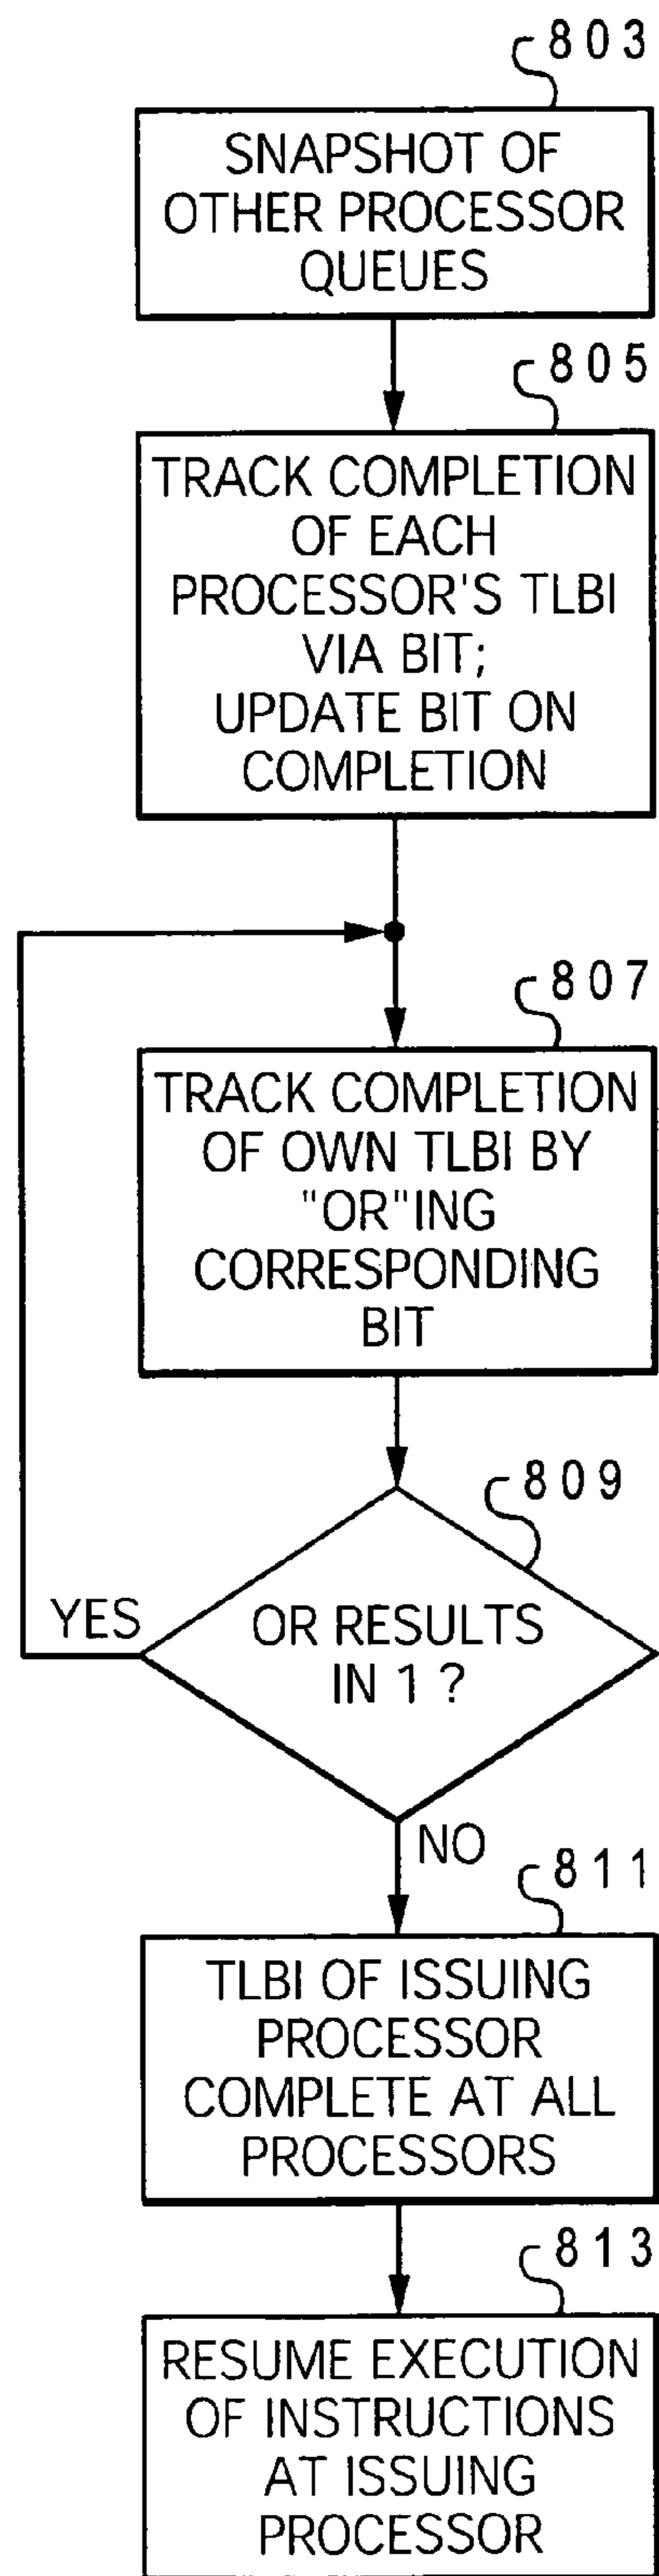 803
SNAPSHOT OF
OTHER PROCESSOR
QUEUES
805
TRACK COMPLETION
OF EACH
PROCESSOR'S TLBI
VIA BIT;
UPDATE BIT ON
COMPLETION
807
TRACK COMPLETION
OF OWN TLBI BY
"OR"ING
CORRESPONDING
BIT
809
YES
OR RESULTS
IN 1 ?
NO
811
TLBI OF ISSUING
PROCESSOR
COMPLETE AT ALL
PROCESSORS
813
RESUME EXECUTION
OF INSTRUCTIONS
AT ISSUING
PROCESSOR